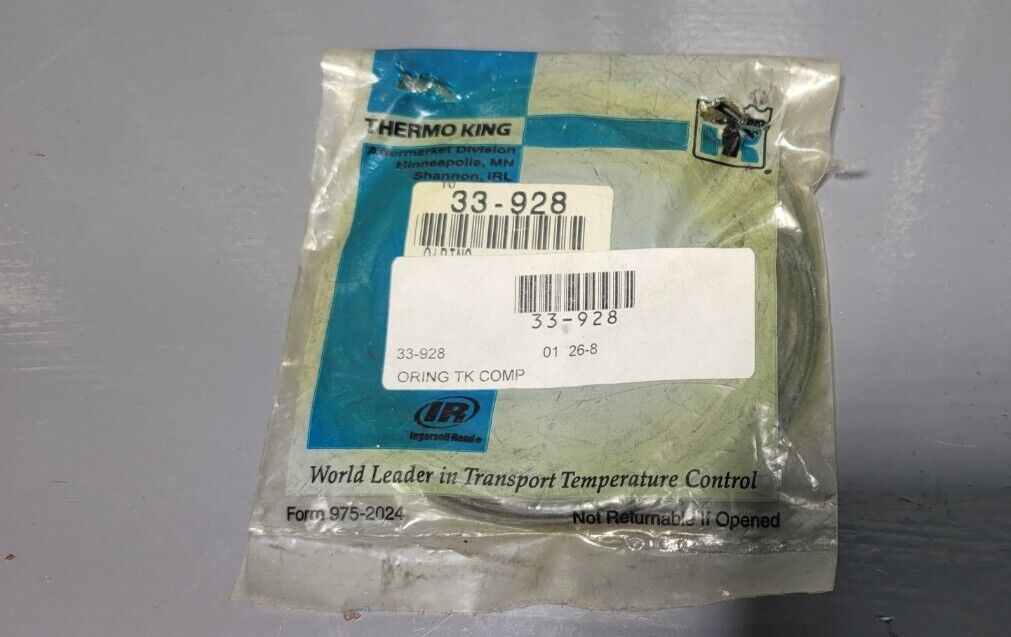 THERMO KING
Aftermarket Division
Minneapolis, MN
Shannon, IRL
10
33-928
33-928
33-928 01 26-8
ORING TK COMP
IR
Ingersoll-Rand®
World Leader in Transport Temperature Control
Form 975-2024 Not Returnable If Opened